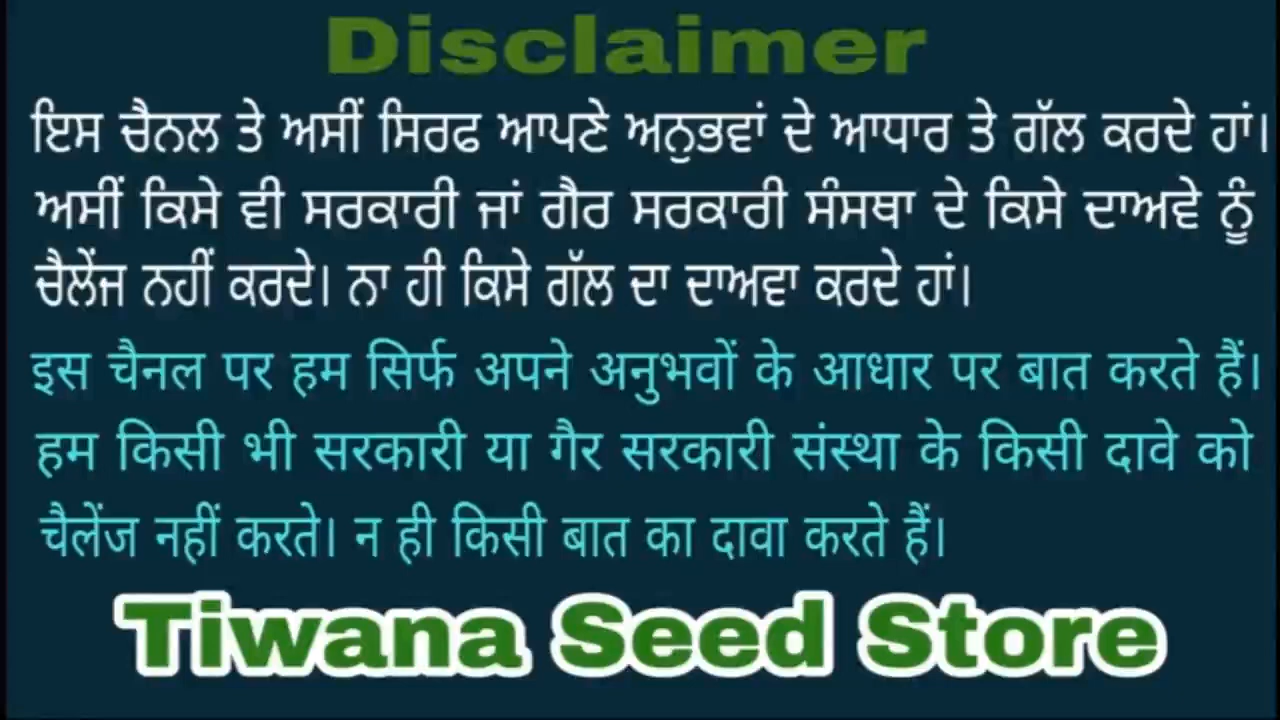 Disclaimer
ਇਸ ਚੈਨਲ ਤੇ ਅਸੀਂ ਸਿਰਫ ਆਪਣੇ ਅਨੁਭਵਾਂ ਦੇ ਆਧਾਰ ਤੇ ਗੱਲ ਕਰਦੇ ਹਾਂ।
ਅਸੀਂ ਕਿਸੇ ਵੀ ਸਰਕਾਰੀ ਜਾਂ ਗੈਰ ਸਰਕਾਰੀ ਸੰਸਥਾ ਦੇ ਕਿਸੇ ਦਾਅਵੇ ਨੂੰ
ਚੈਲੇਂਜ ਨਹੀਂ ਕਰਦੇ। ਨਾ ਹੀ ਕਿਸੇ ਗੱਲ ਦਾ ਦਾਅਵਾ ਕਰਦੇ ਹਾਂ।
इस चैनल पर हम सिर्फ अपने अनुभवों के आधार पर बात करते हैं।
हम किसी भी सरकारी या गैर सरकारी संस्था के किसी दावे को
चैलेंज नहीं करते। न ही किसी बात का दावा करते हैं।
Tiwana Seed Store